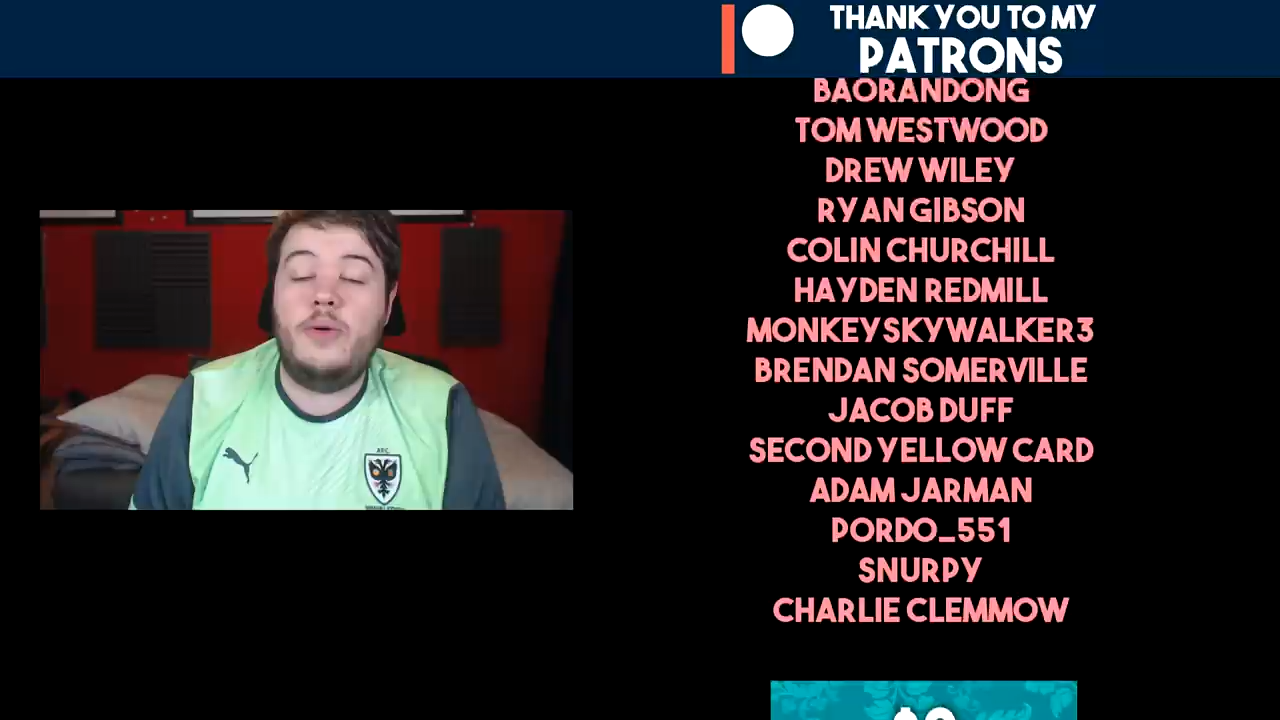 THANK YOU TO MY
PATRONS
BAORANDONG
TOM WESTWOOD
DREW WILEY
RYAN GIBSON
COLIN CHURCHILL
HAYDEN REDMILL
MONKEYSKYWALKER3
BRENDAN SOMERVILLE
JACOB DUFF
SECOND YELLOW CARD
ADAM JARMAN
PORDO_551
SNURPY
CHARLIE CLEMMOW
AFC